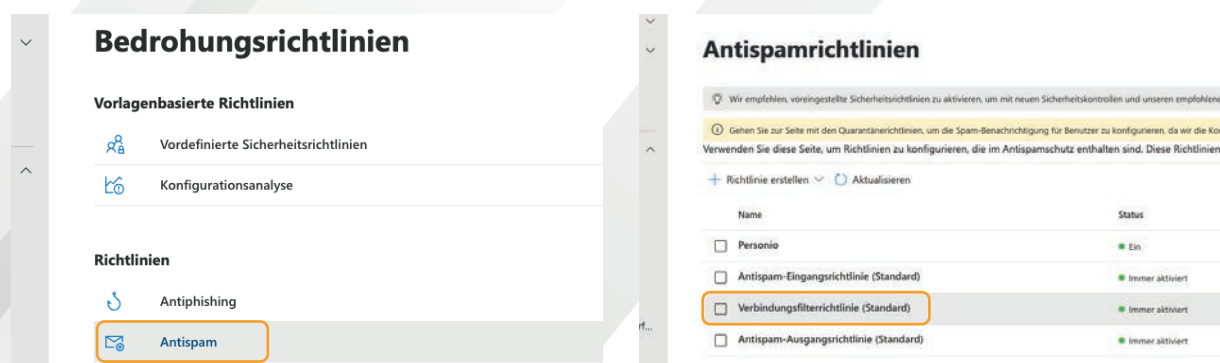 Bedrohungsrichtlinien
Vorlagenbasierte Richtlinien
Vordefinierte Sicherheitsrichtlinien
Konfigurationsanalyse
Richtlinien
Antiphishing
Antispam
Antispamrichtlinien
Wir empfehlen, voreingestellte Sicherheitsrichtlinien zu aktivieren, um mit neuen Sicherheitskontrollen und unseren empfohlene
Gehen Sie zur Seite mit den Quarantänerichtlinien, um die Spam-Benachrichtigung für Benutzer zu konfigurieren, da wir die Kon
Verwenden Sie diese Seite, um Richtlinien zu konfigurieren, die im Antispamschutz enthalten sind. Diese Richtlinien
Richtlinie erstellen Aktualisieren
Name Status
Personio Ein
Antispam-Eingangsrichtlinie (Standard) Immer aktiviert
Verbindungsfilterrichtlinie (Standard) Immer aktiviert
Antispam-Ausgangsrichtlinie (Standard) Immer aktiviert